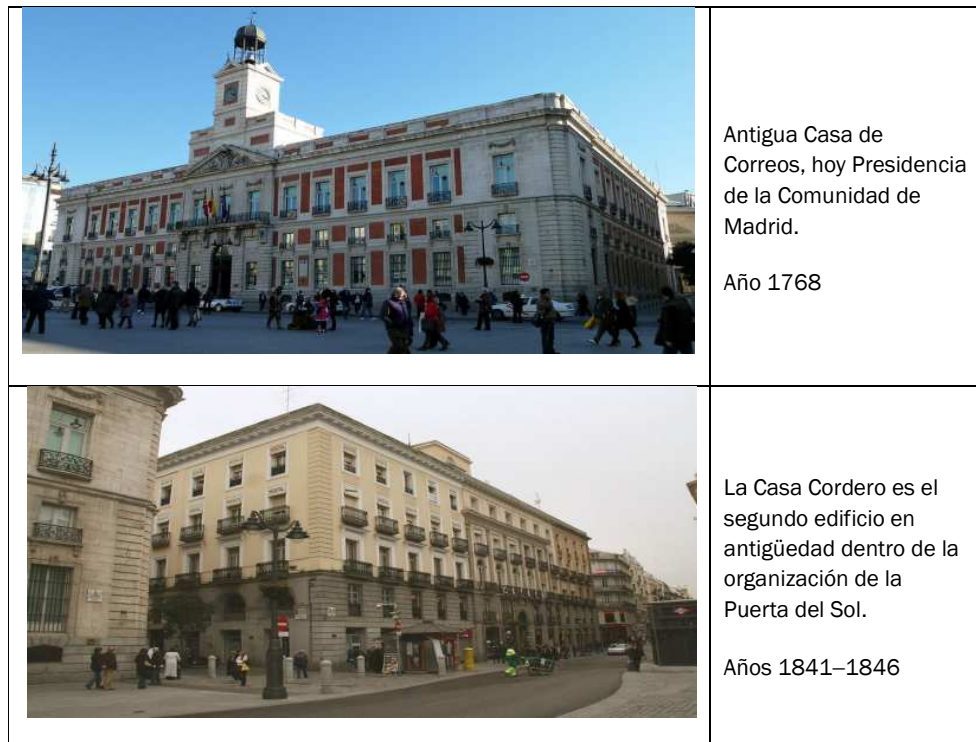 Antigua Casa de
Correos, hoy Presidencia
de la Comunidad de
Madrid.
Año 1768
La Casa Cordero es el
segundo edificio en
antigüedad dentro de la
organización de la
Puerta del Sol.
Años 1841–1846